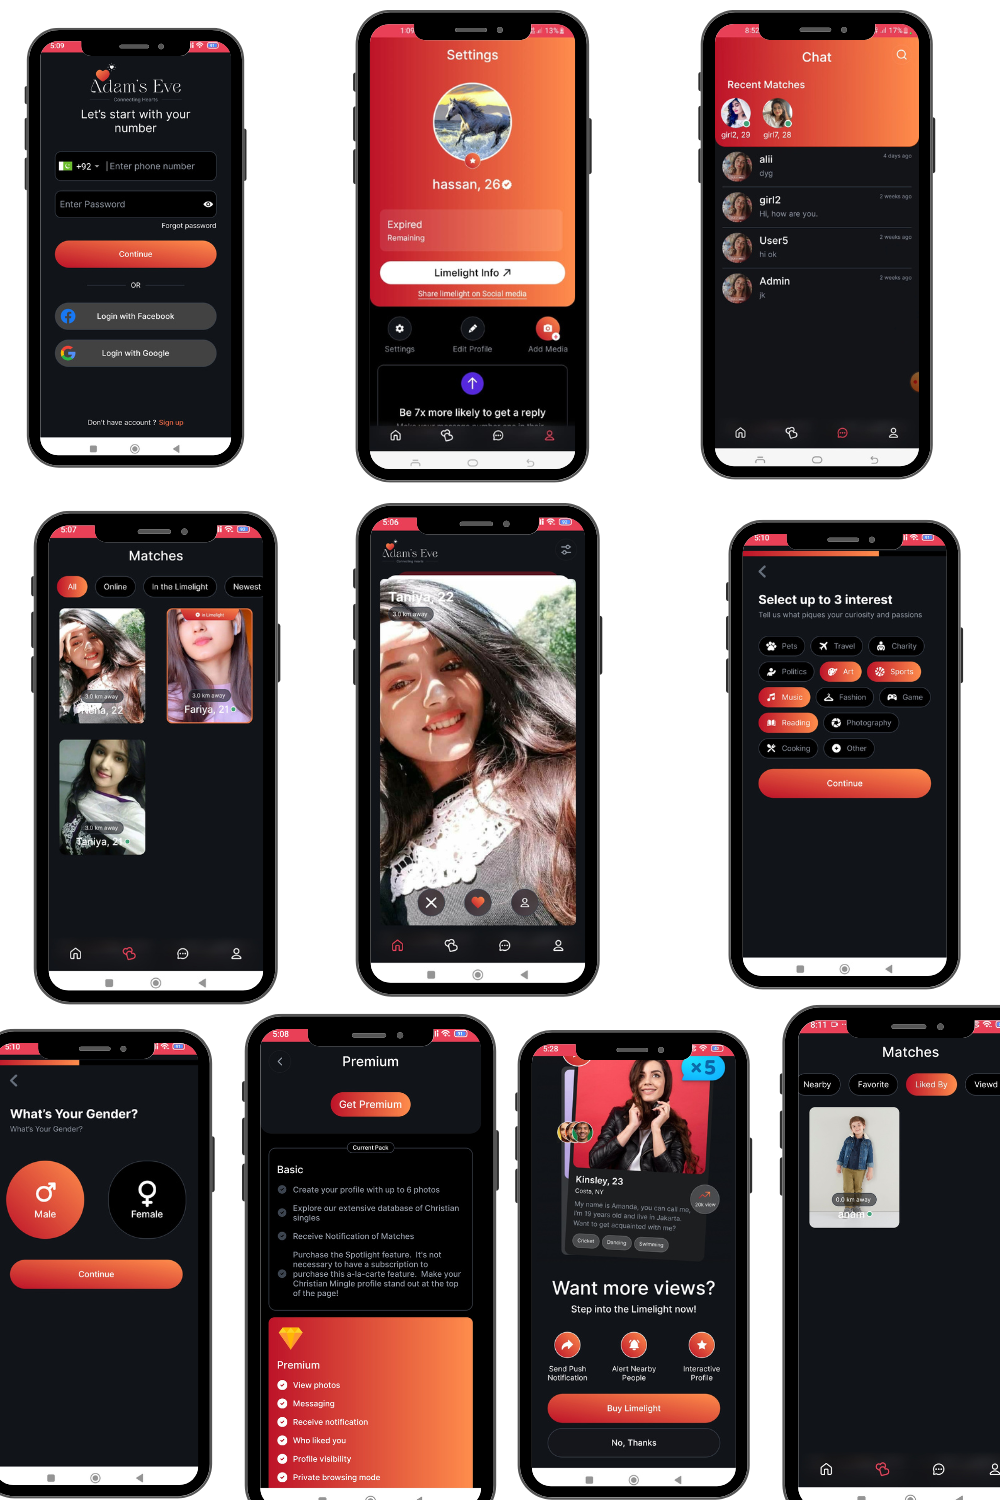 5:09
Adam's Eve
Connecting Hearts
Let's start with your
number
+92
Enter phone number
Enter Password
Forgot password
Continue
OR
Login with Facebook
Login with Google
Don't have account ? Sign up
1:09
13%
Settings
hassan, 26
Expired
Remaining
Limelight Info
Share limelight on Social media
Settings
Edit Profile
Add Media
Be 7x more likely to get a reply
8:52
17%
Chat
Recent Matches
girl2, 29
girl7, 28
alii
4 days ago
dyg
girl2
2 weeks ago
Hi, how are you.
User5
2 weeks ago
hi ok
Admin
2 weeks ago
jk
5:07
Matches
All
Online
In the Limelight
Newest
3.0 km away
22
Limelight
3.0 km away
Fariya, 21
3.0 km away
Taniya, 21
5:06
Adam's Eve
Taniya, 22
3.0 km away
5:10
Select up to 3 interest
Tell us what piques your curiosity and passions
Pets
Travel
Charity
Politics
Art
Sports
Music
Fashion
Game
Reading
Photography
Cooking
Other
Continue
5:10
What's Your Gender?
What's Your Gender?
Male
Female
Continue
5:08
Premium
Get Premium
Current Pack
Basic
Create your profile with up to 6 photos
Explore our extensive database of Christian
singles
Receive Notification of Matches
Purchase the Spotlight feature. It's not
necessary to have a subscription to
purchase this a-la-carte feature. Make your
Christian Mingle profile stand out at the top
of the page!
Premium
View photos
Messaging
Receive notification
Who liked you
Profile visibility
Private browsing mode
5:28
×5
Kinsley, 23
Costa, NY
20k view
My name is Amanda, you can call me,
I'm 19 years old and live in Jakarta.
Want to get acquainted with me?
Cricket
Dancing
Swimming
Want more views?
Step into the Limelight now!
Send Push
Notification
Alert Nearby
People
Interactive
Profile
Buy Limelight
No, Thanks
8:11
Matches
Nearby
Favorite
Liked By
Viewd
0.0 km away